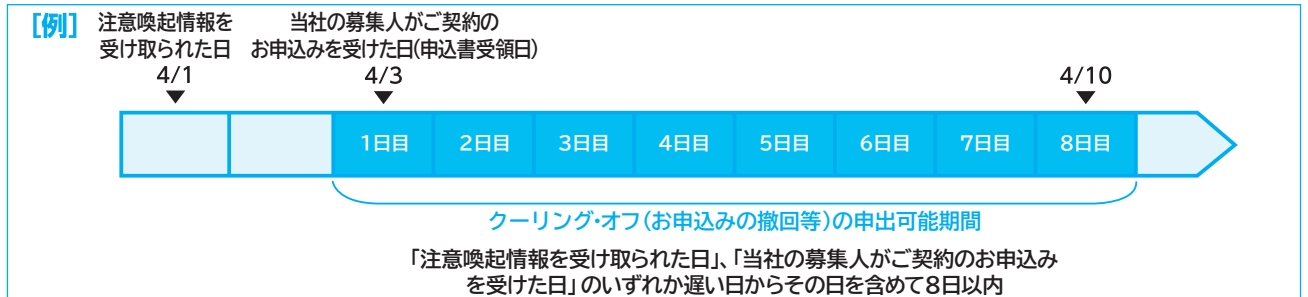 ［例］
注意喚起情報を
受け取られた日
4/1
当社の募集人がご契約の
お申込みを受けた日(申込書受領日)
4/3
4/10
1日目 2日目 3日目 4日目 5日目 6日目 7日目 8日目
クーリング・オフ（お申込みの撤回等）の申出可能期間
「注意喚起情報を受け取られた日」、「当社の募集人がご契約のお申込み
を受けた日」のいずれか遅い日からその日を含めて8日以内